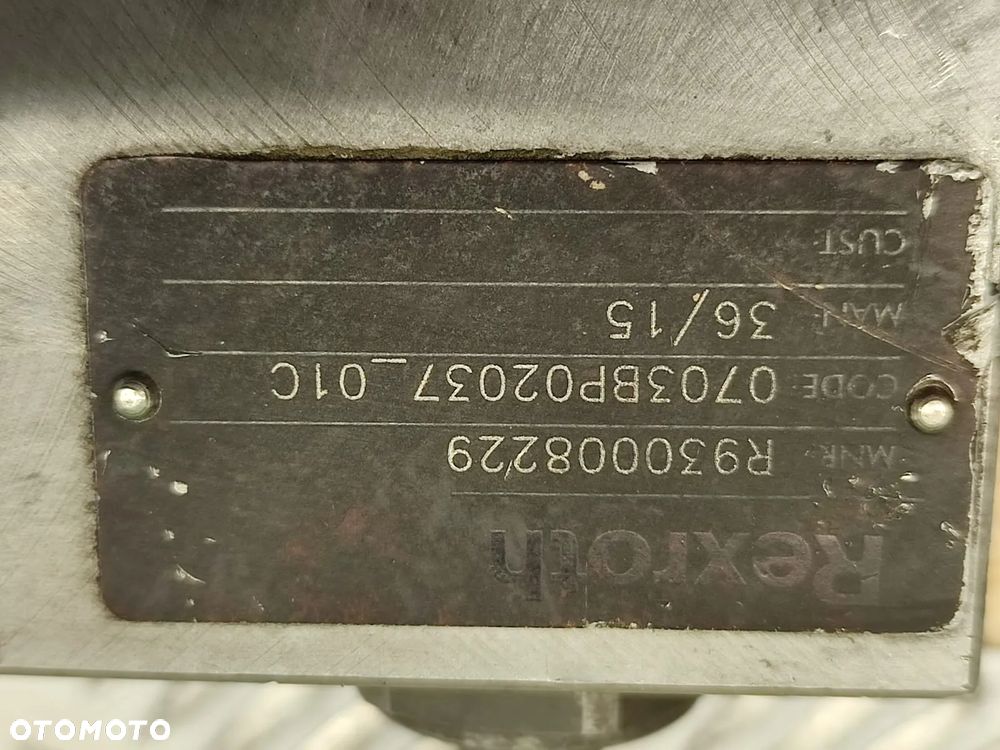 Rexroth
MNR: R930008229
CODE: 0703BP02037_01C
MAN. 36/15
CUST.
OTOMOTO